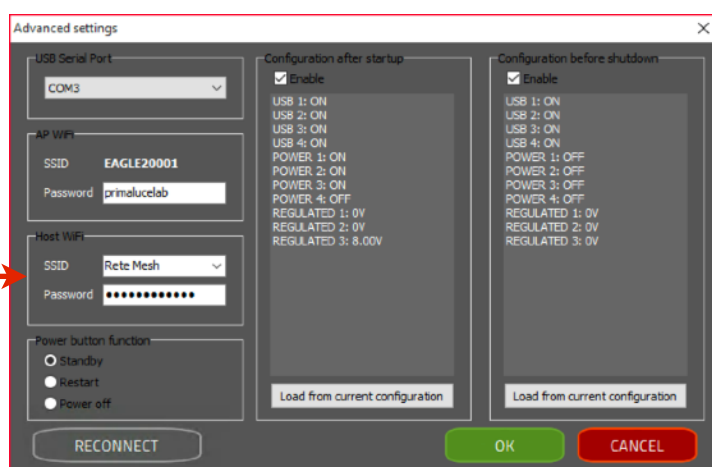 Advanced settings
USB Serial Port
COM3
AP WiFi
SSID EAGLE20001
Password primalucelab
Host WiFi
SSID Rete Mesh
Password ●●●●●●●●●●●●
Power button function
Standby
Restart
Power off
Configuration after startup
Enable
USB 1: ON
USB 2: ON
USB 3: ON
USB 4: ON
POWER 1: ON
POWER 2: ON
POWER 3: ON
POWER 4: OFF
REGULATED 1: 0V
REGULATED 2: 0V
REGULATED 3: 8.00V
Load from current configuration
Configuration before shutdown
Enable
USB 1: ON
USB 2: ON
USB 3: ON
USB 4: ON
POWER 1: OFF
POWER 2: OFF
POWER 3: OFF
POWER 4: OFF
REGULATED 1: 0V
REGULATED 2: 0V
REGULATED 3: 0V
Load from current configuration
RECONNECT
OK
CANCEL